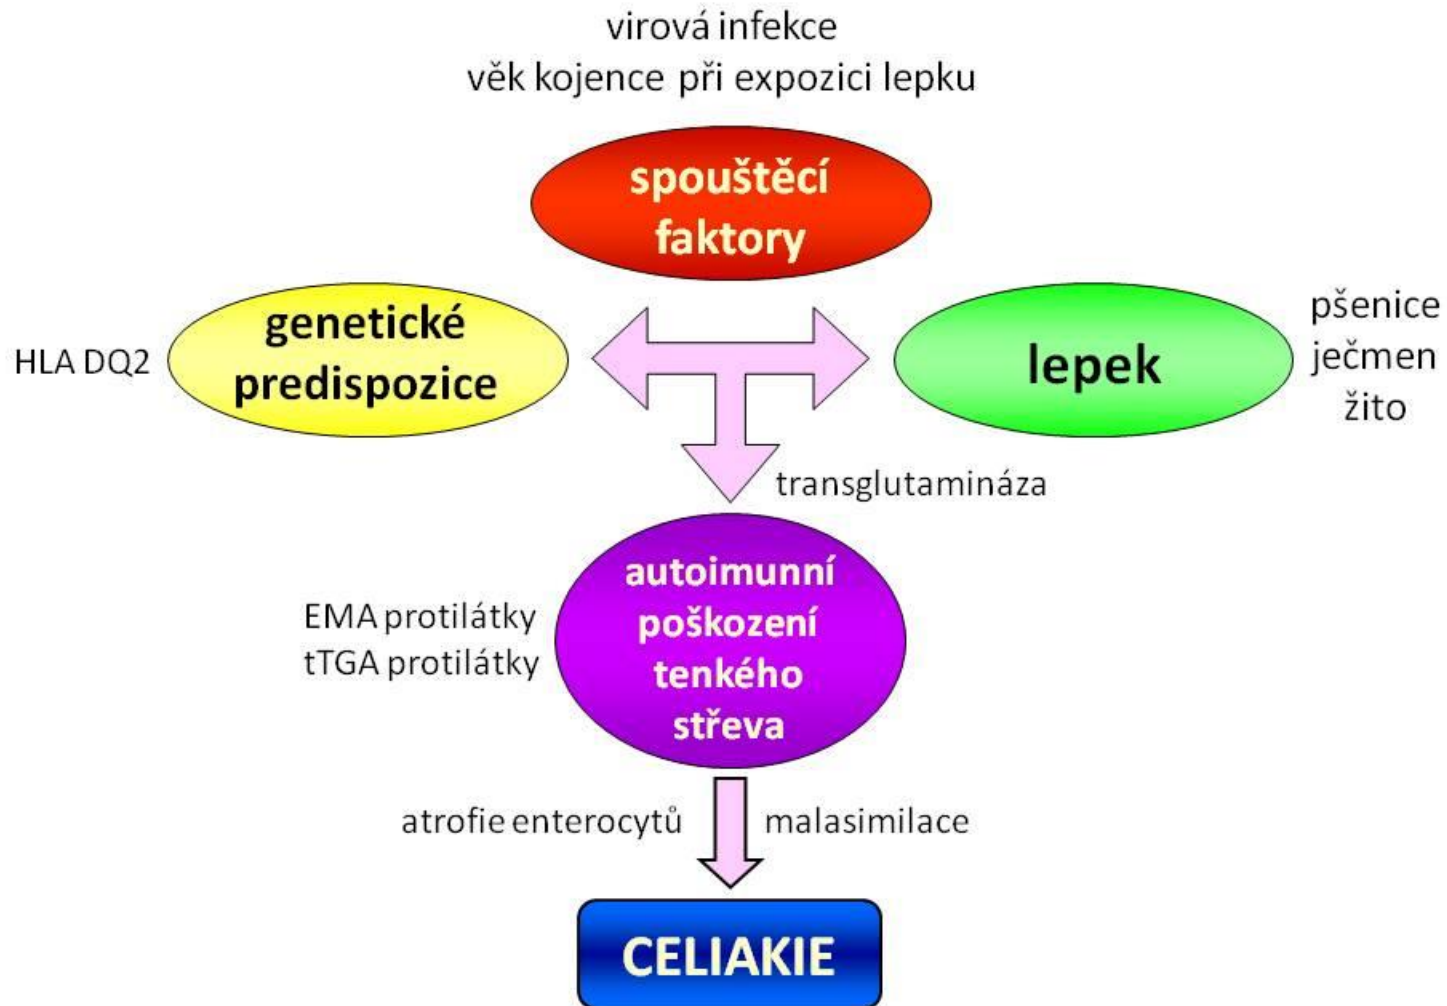 virová infekce
věk kojence při expozici lepku
spouštěcí
faktory
genetické
predispozice
HLA DQ2
lepek
pšenice
ječmen
žito
transglutamináza
autoimunní
poškození
tenkého
střeva
EMA protilátky
tTGA protilátky
atrofie enterocytů
malasimilace
CELIAKIE